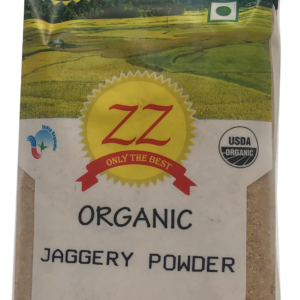 ZZ
ONLY THE BEST
USDA
ORGANIC
ORGANIC
JAGGERY POWDER